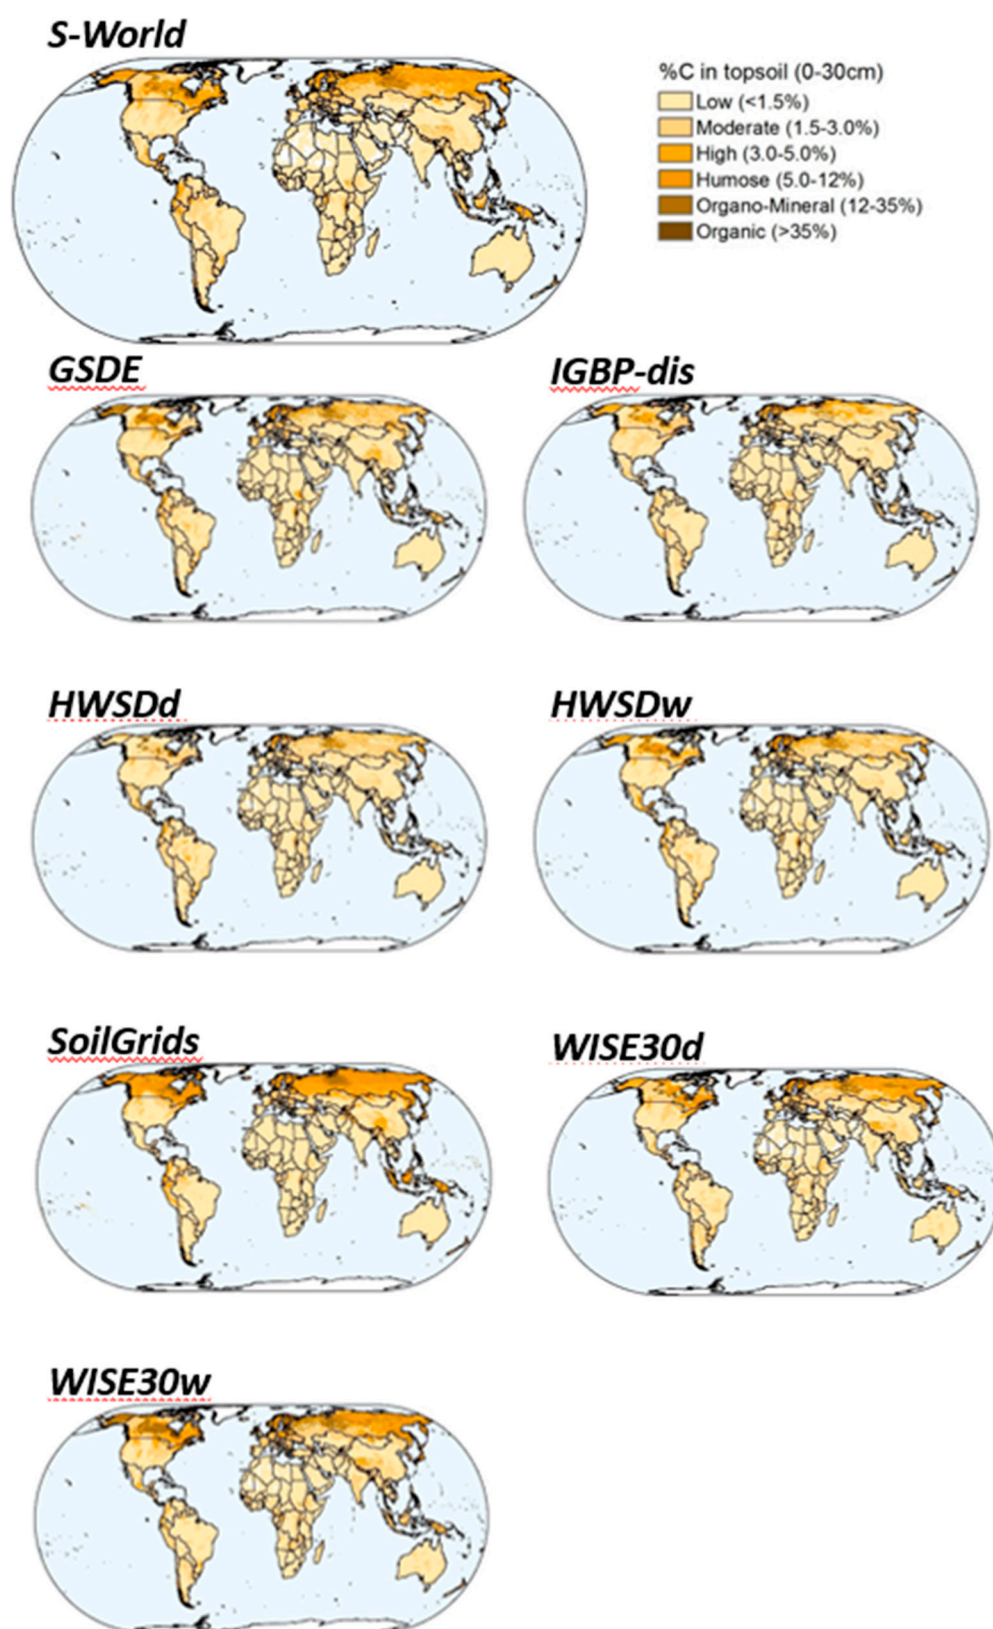 S-World
%C in topsoil (0-30cm)
Low (<1.5%)
Moderate (1.5-3.0%)
High (3.0-5.0%)
Humose (5.0-12%)
Organo-Mineral (12-35%)
Organic (>35%)
GSDE
IGBP-dis
HWSDd
HWSDw
SoilGrids
WISE30d
WISE30w